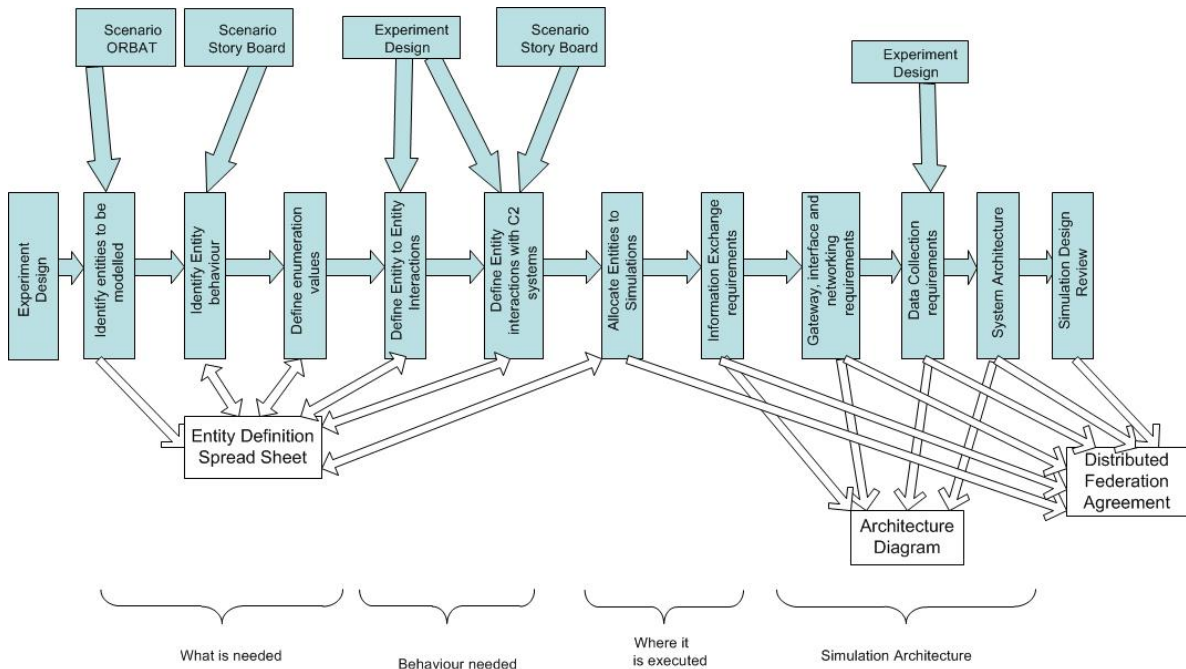 Scenario
ORBAT
Scenario
Story Board
Experiment
Design
Scenario
Story Board
Experiment
Design
Experiment
Design
Identify entities to be
modelled
Identify Entity
behaviour
Define enumeration
values
Define Entity to Entity
Interactions
Define Entity
interactions with C2
systems
Allocate Entities to
Simulations
Information Exchange
requirements
Gateway, interface and
networking
requirements
Data Collection
requirements
System Architecture
Simulation Design
Review
Entity Definition
Spread Sheet
Distributed
Federation
Agreement
Architecture
Diagram
What is needed
Behaviour needed
Where it
is executed
Simulation Architecture